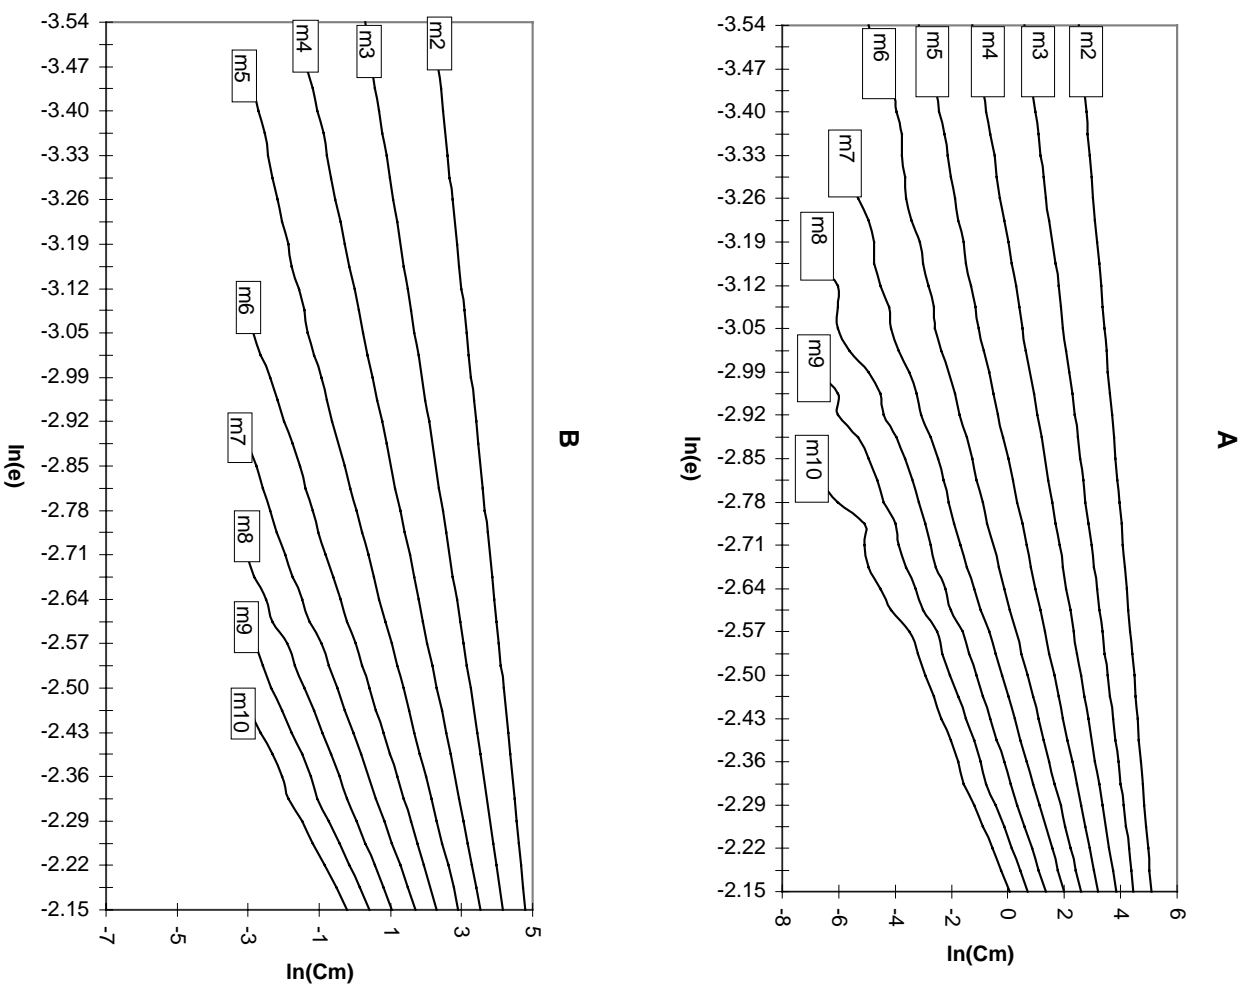 A
6
4
2
0
-2
-4
-6
-8
ln(Cm)
m2
m3
m4
m5
m6
m7
m8
m9
m10
-3.54
-3.47
-3.40
-3.33
-3.26
-3.19
-3.12
-3.05
-2.99
-2.92
-2.85
-2.78
-2.71
-2.64
-2.57
-2.50
-2.43
-2.36
-2.29
-2.22
-2.15
ln(e)
B
5
3
1
-1
-3
-5
-7
ln(Cm)
m2
m3
m4
m5
m6
m7
m8
m9
m10
-3.54
-3.47
-3.40
-3.33
-3.26
-3.19
-3.12
-3.05
-2.99
-2.92
-2.85
-2.78
-2.71
-2.64
-2.57
-2.50
-2.43
-2.36
-2.29
-2.22
-2.15
ln(e)